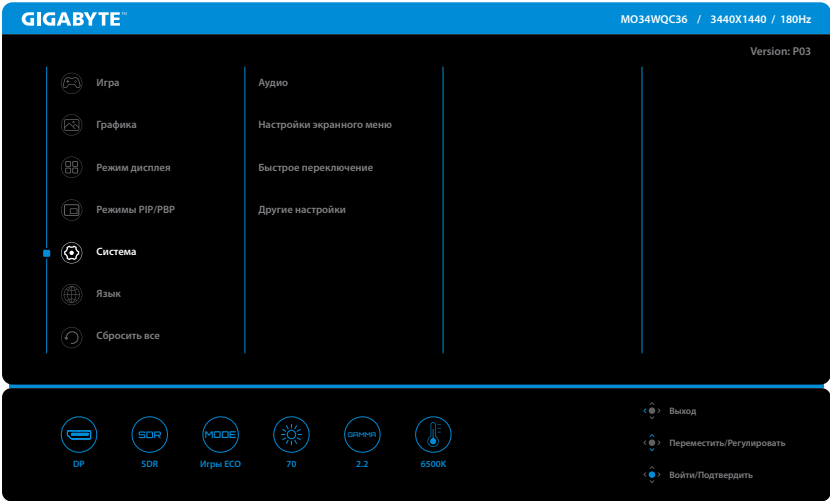 GIGABYTE™
MO34WQC36 / 3440X1440 / 180Hz
Version: P03
Игра
Графика
Режим дисплея
Режимы PIP/PBP
Система
Язык
Сбросить все
Аудио
Настройки экранного меню
Быстрое переключение
Другие настройки
SDR
MODE
GAMMA
DP
SDR
Игры ECO
70
2.2
6500K
Выход
Переместить/Регулировать
Войти/Подтвердить